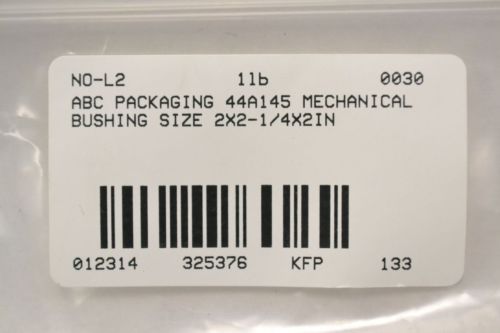 NO-L2 1lb 0030
ABC PACKAGING 44A145 MECHANICAL
BUSHING SIZE 2X2-1/4X2IN
012314 325376 KFP 133